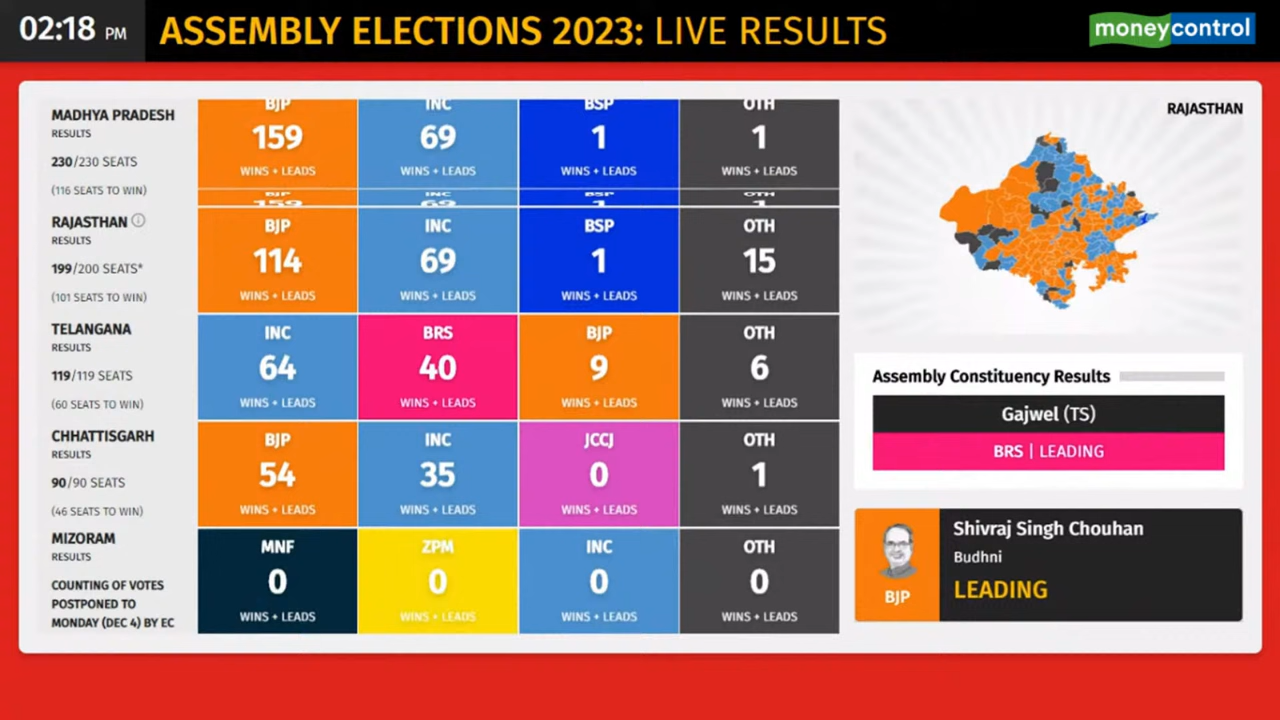 02:18 PM
ASSEMBLY ELECTIONS 2023: LIVE RESULTS
moneycontrol
MADHYA PRADESH
RESULTS
230/230 SEATS
(116 SEATS TO WIN)
BJP
159
WINS + LEADS
INC
69
WINS + LEADS
BSP
1
WINS + LEADS
OTH
1
WINS + LEADS
BJP
159
INC
69
BSP
1
OTH
1
RAJASTHAN ⓘ
RESULTS
199/200 SEATS*
(101 SEATS TO WIN)
BJP
114
WINS + LEADS
INC
69
WINS + LEADS
BSP
1
WINS + LEADS
OTH
15
WINS + LEADS
TELANGANA
RESULTS
119/119 SEATS
(60 SEATS TO WIN)
INC
64
WINS + LEADS
BRS
40
WINS + LEADS
BJP
9
WINS + LEADS
OTH
6
WINS + LEADS
CHHATTISGARH
RESULTS
90/90 SEATS
(46 SEATS TO WIN)
BJP
54
WINS + LEADS
INC
35
WINS + LEADS
JCCJ
0
WINS + LEADS
OTH
1
WINS + LEADS
MIZORAM
RESULTS
COUNTING OF VOTES
POSTPONED TO
MONDAY (DEC 4) BY EC
MNF
0
WINS + LEADS
ZPM
0
WINS + LEADS
INC
0
WINS + LEADS
OTH
0
WINS + LEADS
RAJASTHAN
Assembly Constituency Results
Gajwel (TS)
BRS | LEADING
BJP
Shivraj Singh Chouhan
Budhni
LEADING